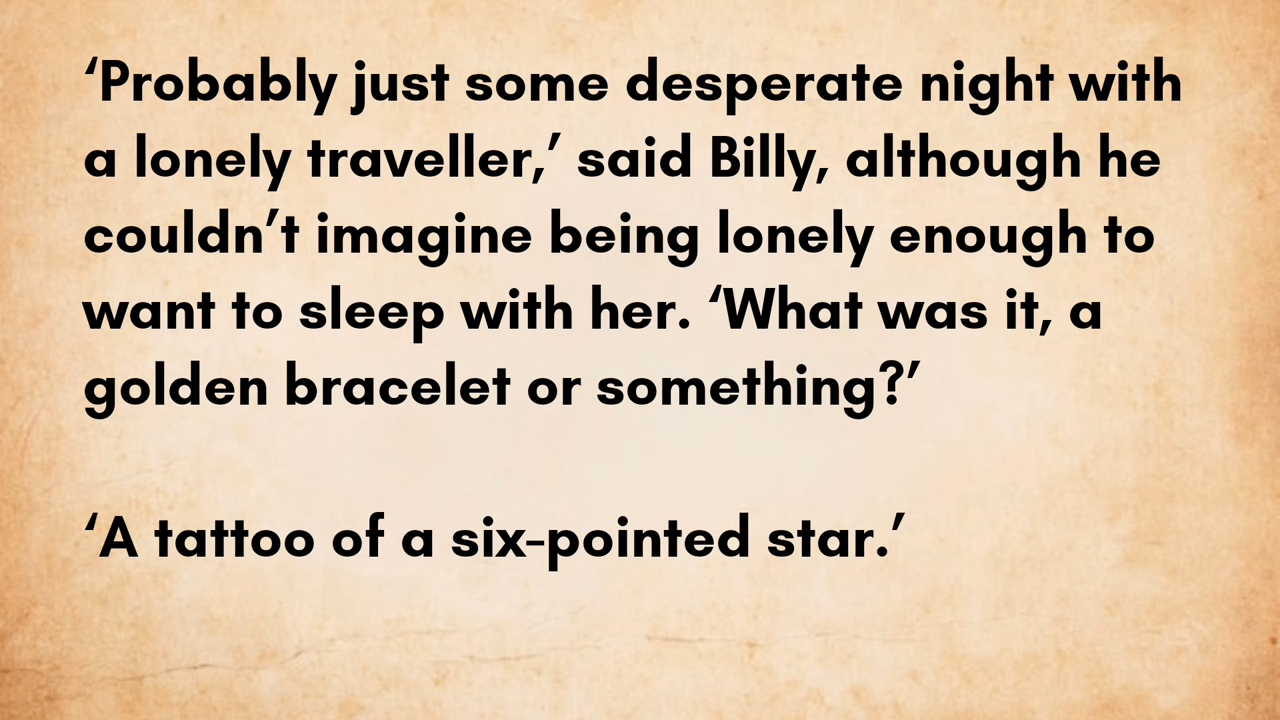 ‘Probably just some desperate night with
a lonely traveller,’ said Billy, although he
couldn’t imagine being lonely enough to
want to sleep with her. ‘What was it, a
golden bracelet or something?’
‘A tattoo of a six-pointed star.’